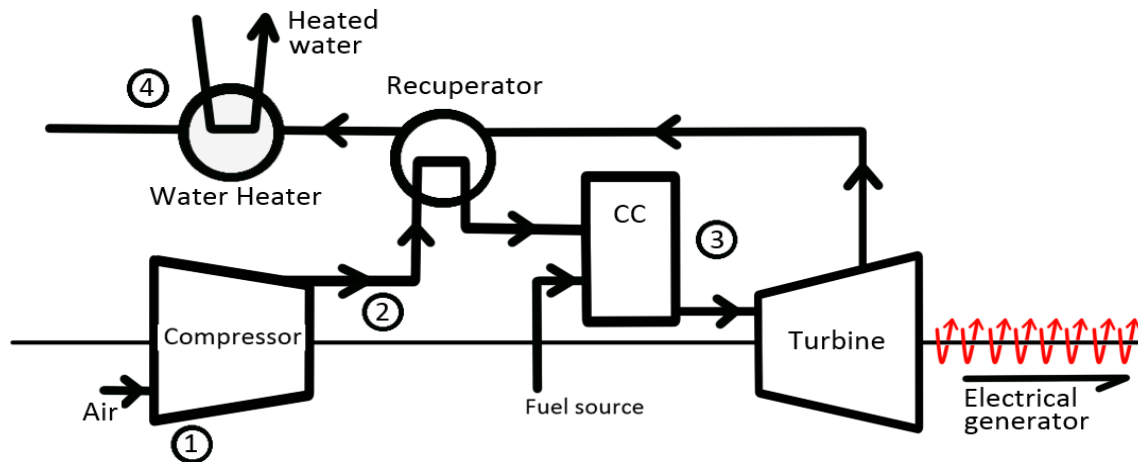 Heated
water
④
Recuperator
Water Heater
CC
③
②
Compressor
Turbine
Air
Fuel source
Electrical
generator
①